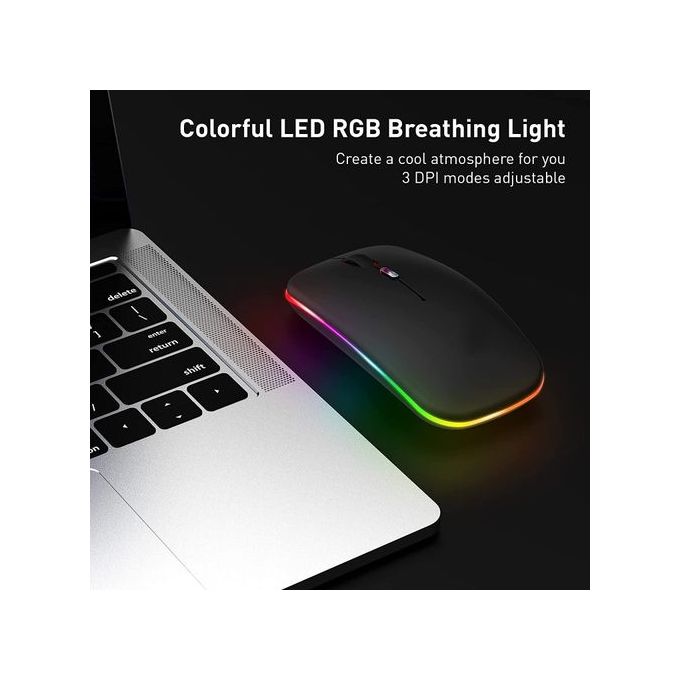 Colorful LED RGB Breathing Light
Create a cool atmosphere for you
3 DPI modes adjustable
delete
enter
return
shift